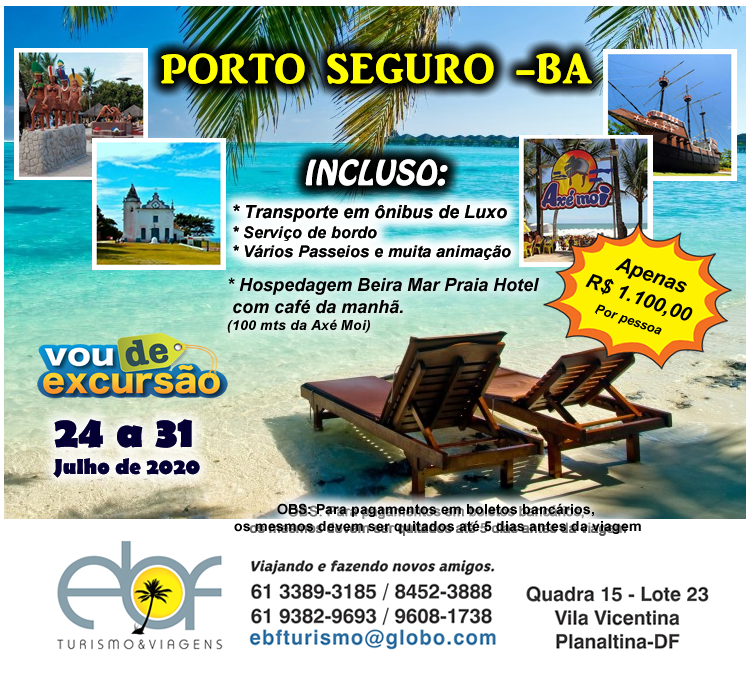 PORTO SEGURO -BA
INCLUSO:
* Transporte em ônibus de Luxo
* Serviço de bordo
* Vários Passeios e muita animação
* Hospedagem Beira Mar Praia Hotel
com café da manhã.
(100 mts da Axé Moi)
Axé moi
Apenas
R$ 1.100,00
Por pessoa
vou de
excursão
24 a 31
Julho de 2020
OBS: Para pagamentos em boletos bancários,
os mesmos devem ser quitados até 5 dias antes da viagem
ebf
TURISMO&VIAGENS
Viajando e fazendo novos amigos.
61 3389-3185 / 8452-3888
61 9382-9693 / 9608-1738
ebfturismo@globo.com
Quadra 15 - Lote 23
Vila Vicentina
Planaltina-DF